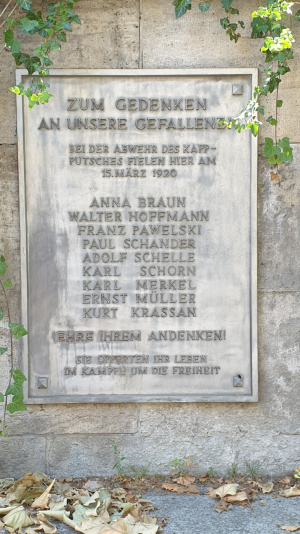 ZUM GEDENKEN
AN UNSERE GEFALLENEN
BEI DER ABWEHR DES KAPP-
PUTSCHES FIELEN HIER AM
15. MÄRZ 1920
ANNA BRAUN
WALTER HOFFMANN
FRANZ PAWELSKI
PAUL SCHANDER
ADOLF SCHELLE
KARL SCHORN
KARL MERKEL
ERNST MÜLLER
KURT KRASSAN
EHRE IHREM ANDENKEN!
SIE OPFERTEN IHR LEBEN
IM KAMPFE UM DIE FREIHEIT